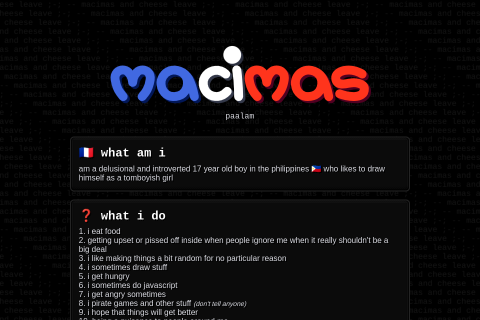 macimas
paalam
what am i
am a delusional and introverted 17 year old boy in the philippines 🇵🇭 who likes to draw
himself as a tomboyish girl
what i do
1. i eat food
2. getting upset or pissed off inside when people ignore me when it really shouldn't be a
big deal
3. i like making things a bit random for no particular reason
4. i sometimes draw stuff
5. i get hungry
6. i sometimes do javascript
7. i get angry sometimes
8. i pirate games and other stuff (don't tell anyone)
9. i hope that things will get better